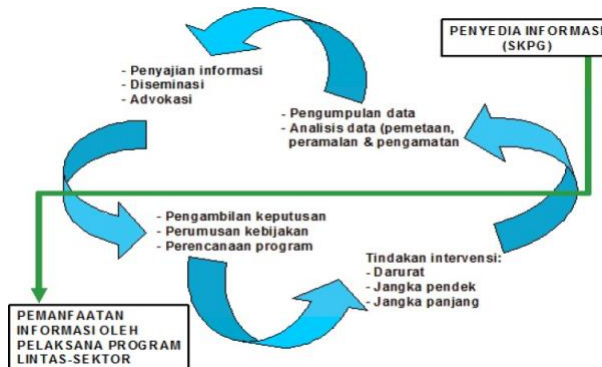 PENYEDIA INFORMASI
(SKPG)
- Penyajian informasi
- Diseminasi
- Advokasi
- Pengumpulan data
- Analisis data (pemetaan,
peramalan & pengamatan
- Pengambilan keputusan
- Perumusan kebijakan
- Perencanaan program
Tindakan intervensi:
- Darurat
- Jangka pendek
- Jangka panjang
PEMANFAATAN
INFORMASI OLEH
PELAKSANA PROGRAM
LINTAS-SEKTOR